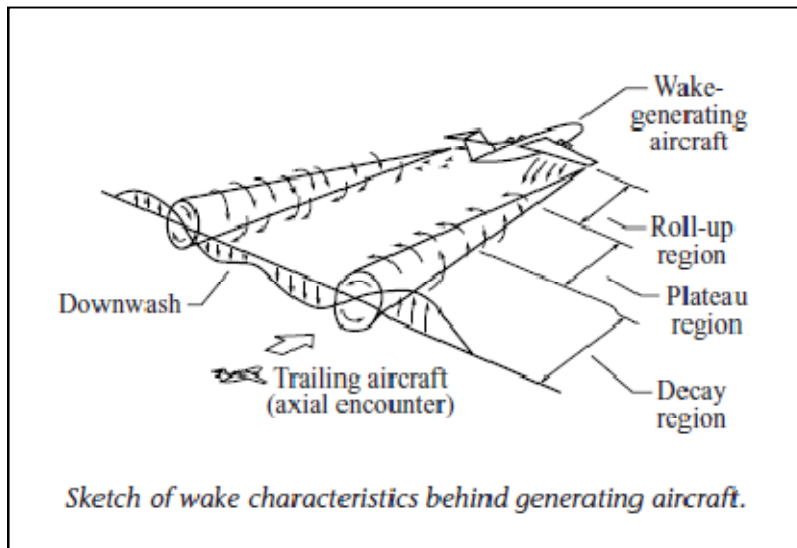 Wake-
generating
aircraft
Roll-up
region
Downwash
Plateau
region
Trailing aircraft
(axial encounter)
Decay
region
Sketch of wake characteristics behind generating aircraft.